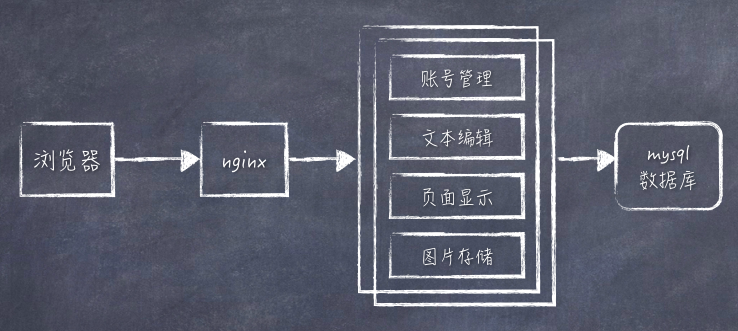 浏览器
nginx
账号管理
文本编辑
页面显示
图片存储
mysql
数据库